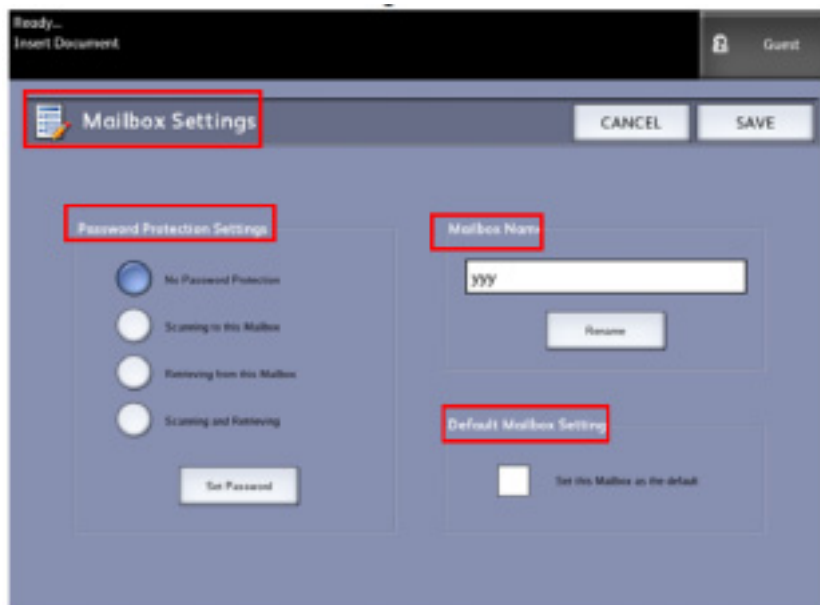 Ready...
Insert Document
Guest
Mailbox Settings
CANCEL
SAVE
Password Protection Settings
No Password Protection
Scanning to this Mailbox
Retrieving from this Mailbox
Scanning and Retrieving
Set Password
Mailbox Name
yyy
Rename
Default Mailbox Setting
Set this Mailbox as the default